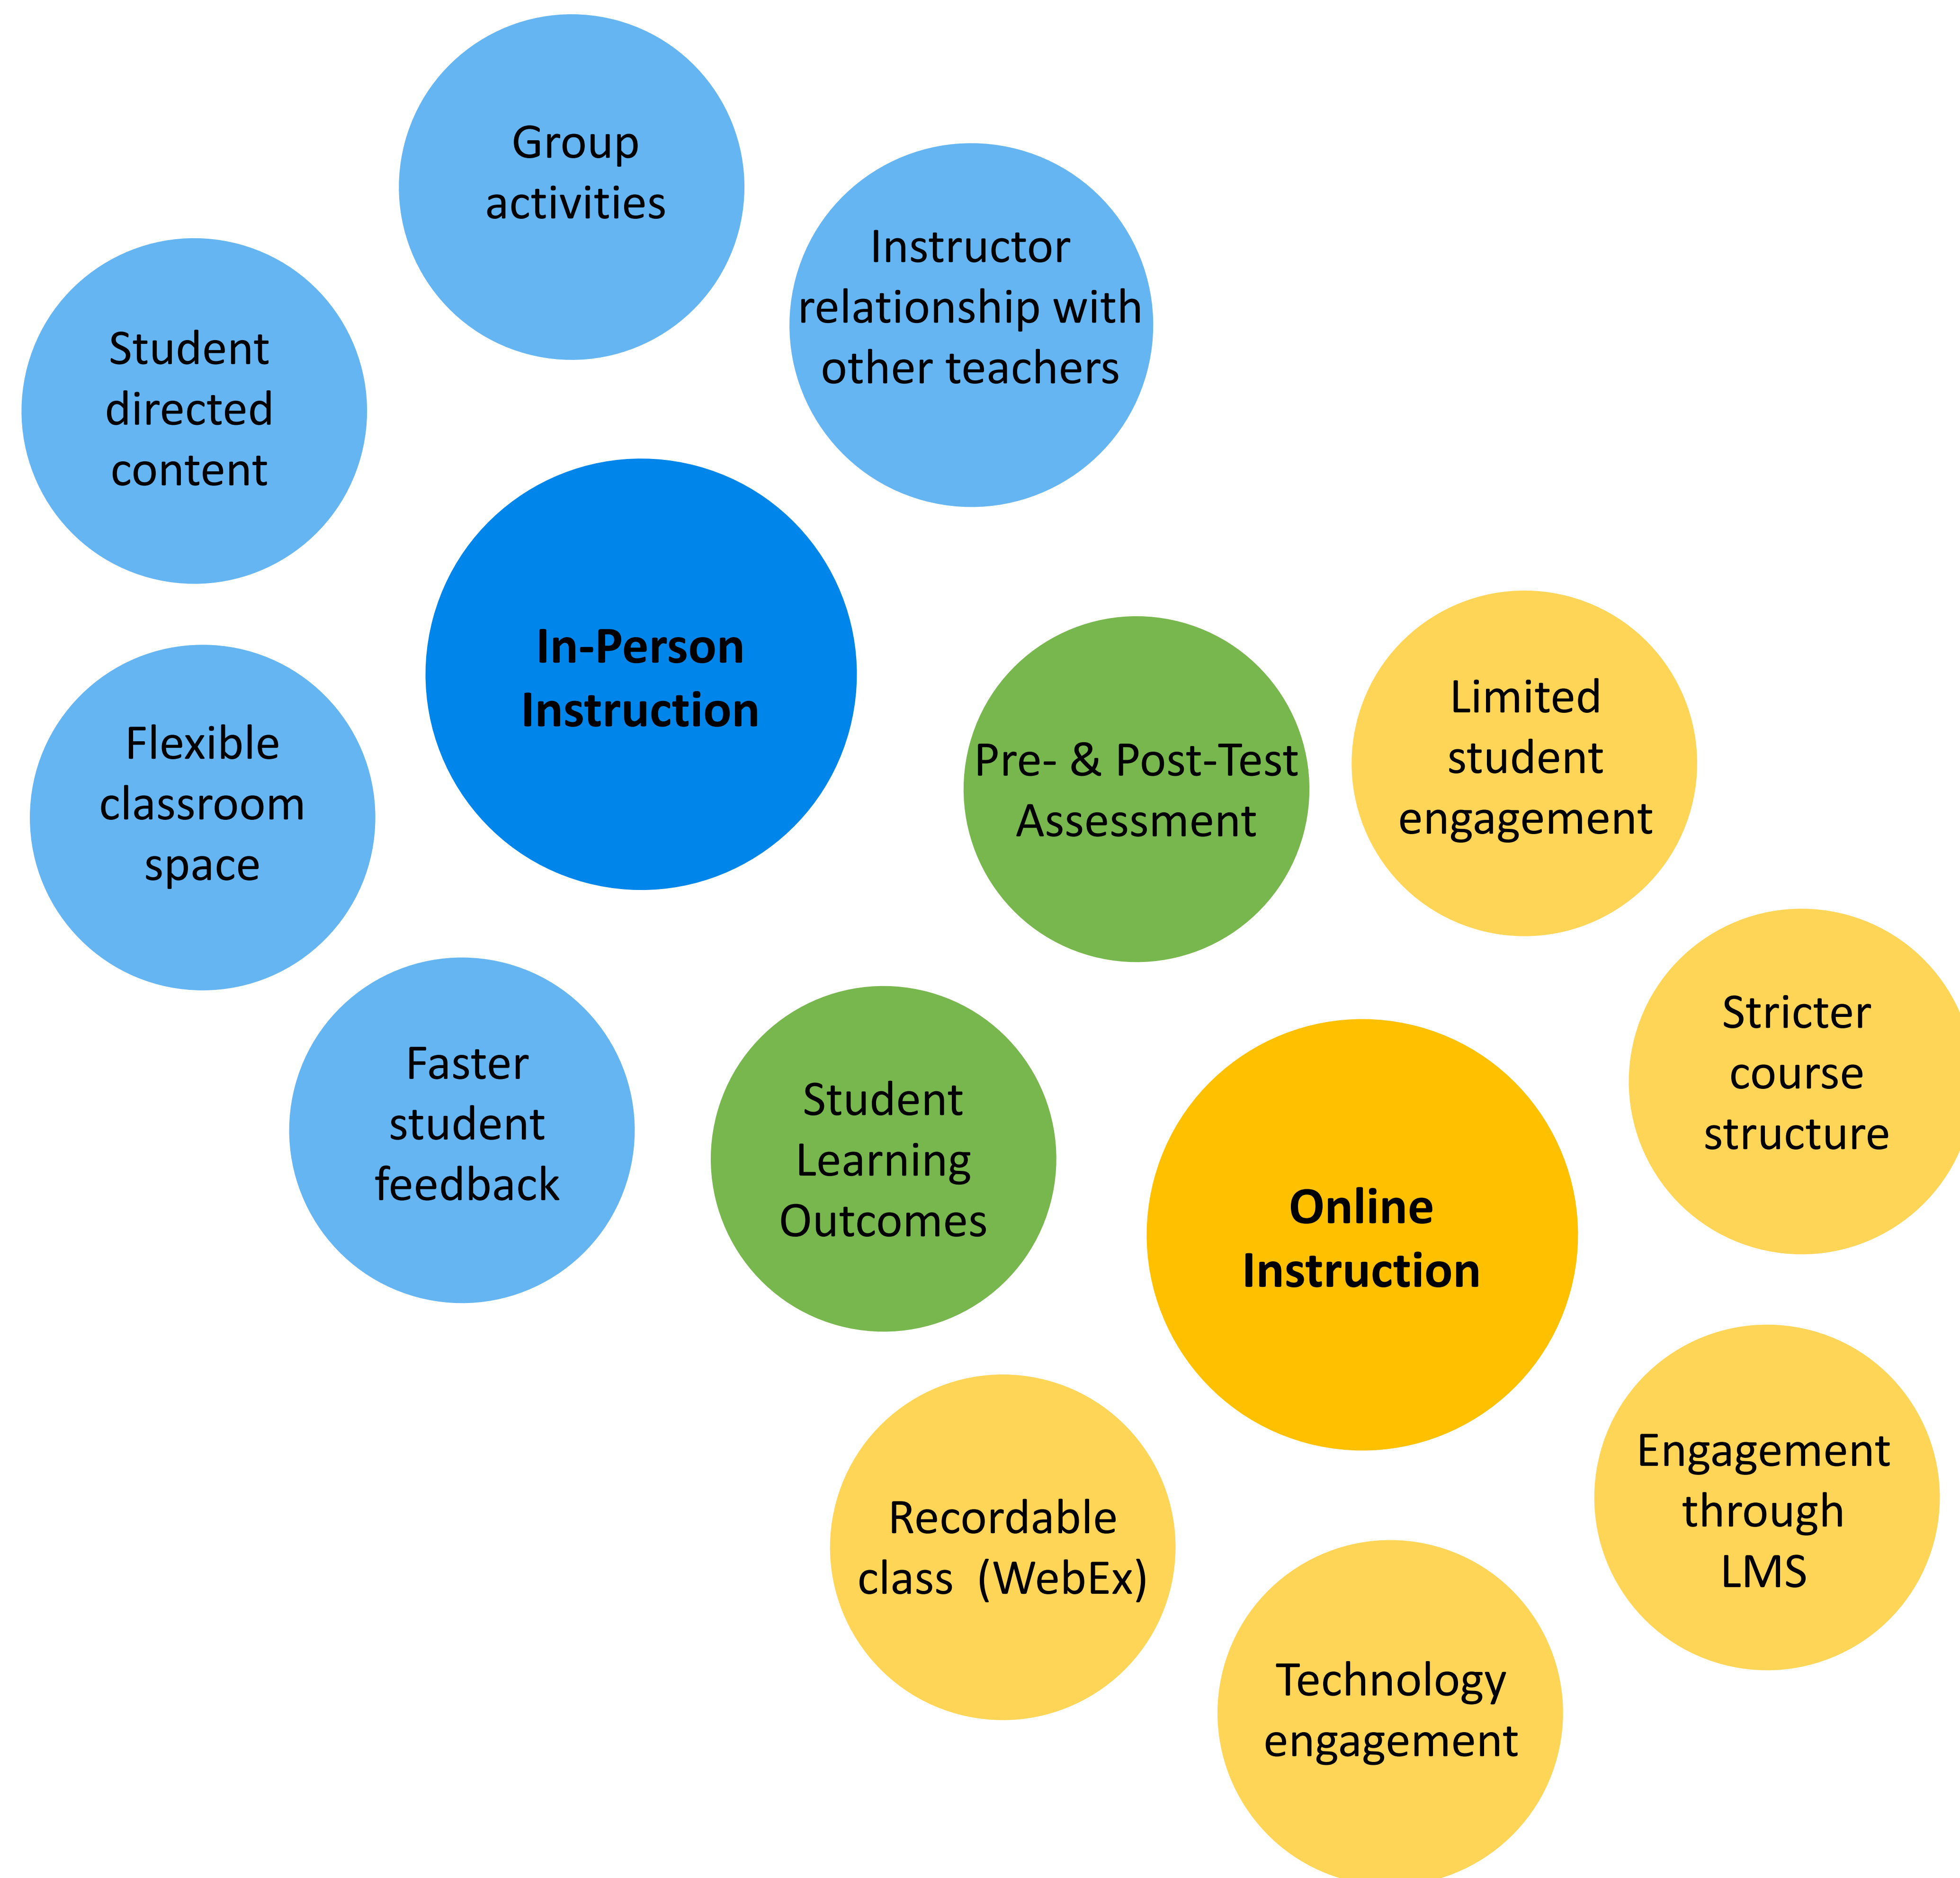 Group
activities
Instructor
relationship with
other teachers
Student
directed
content
In-Person
Instruction
Flexible
classroom
space
Pre- & Post-Test
Assessment
Limited
student
engagement
Faster
student
feedback
Student
Learning
Outcomes
Stricter
course
structure
Online
Instruction
Engagement
through
LMS
Recordable
class  (WebEx)
Technology
engagement